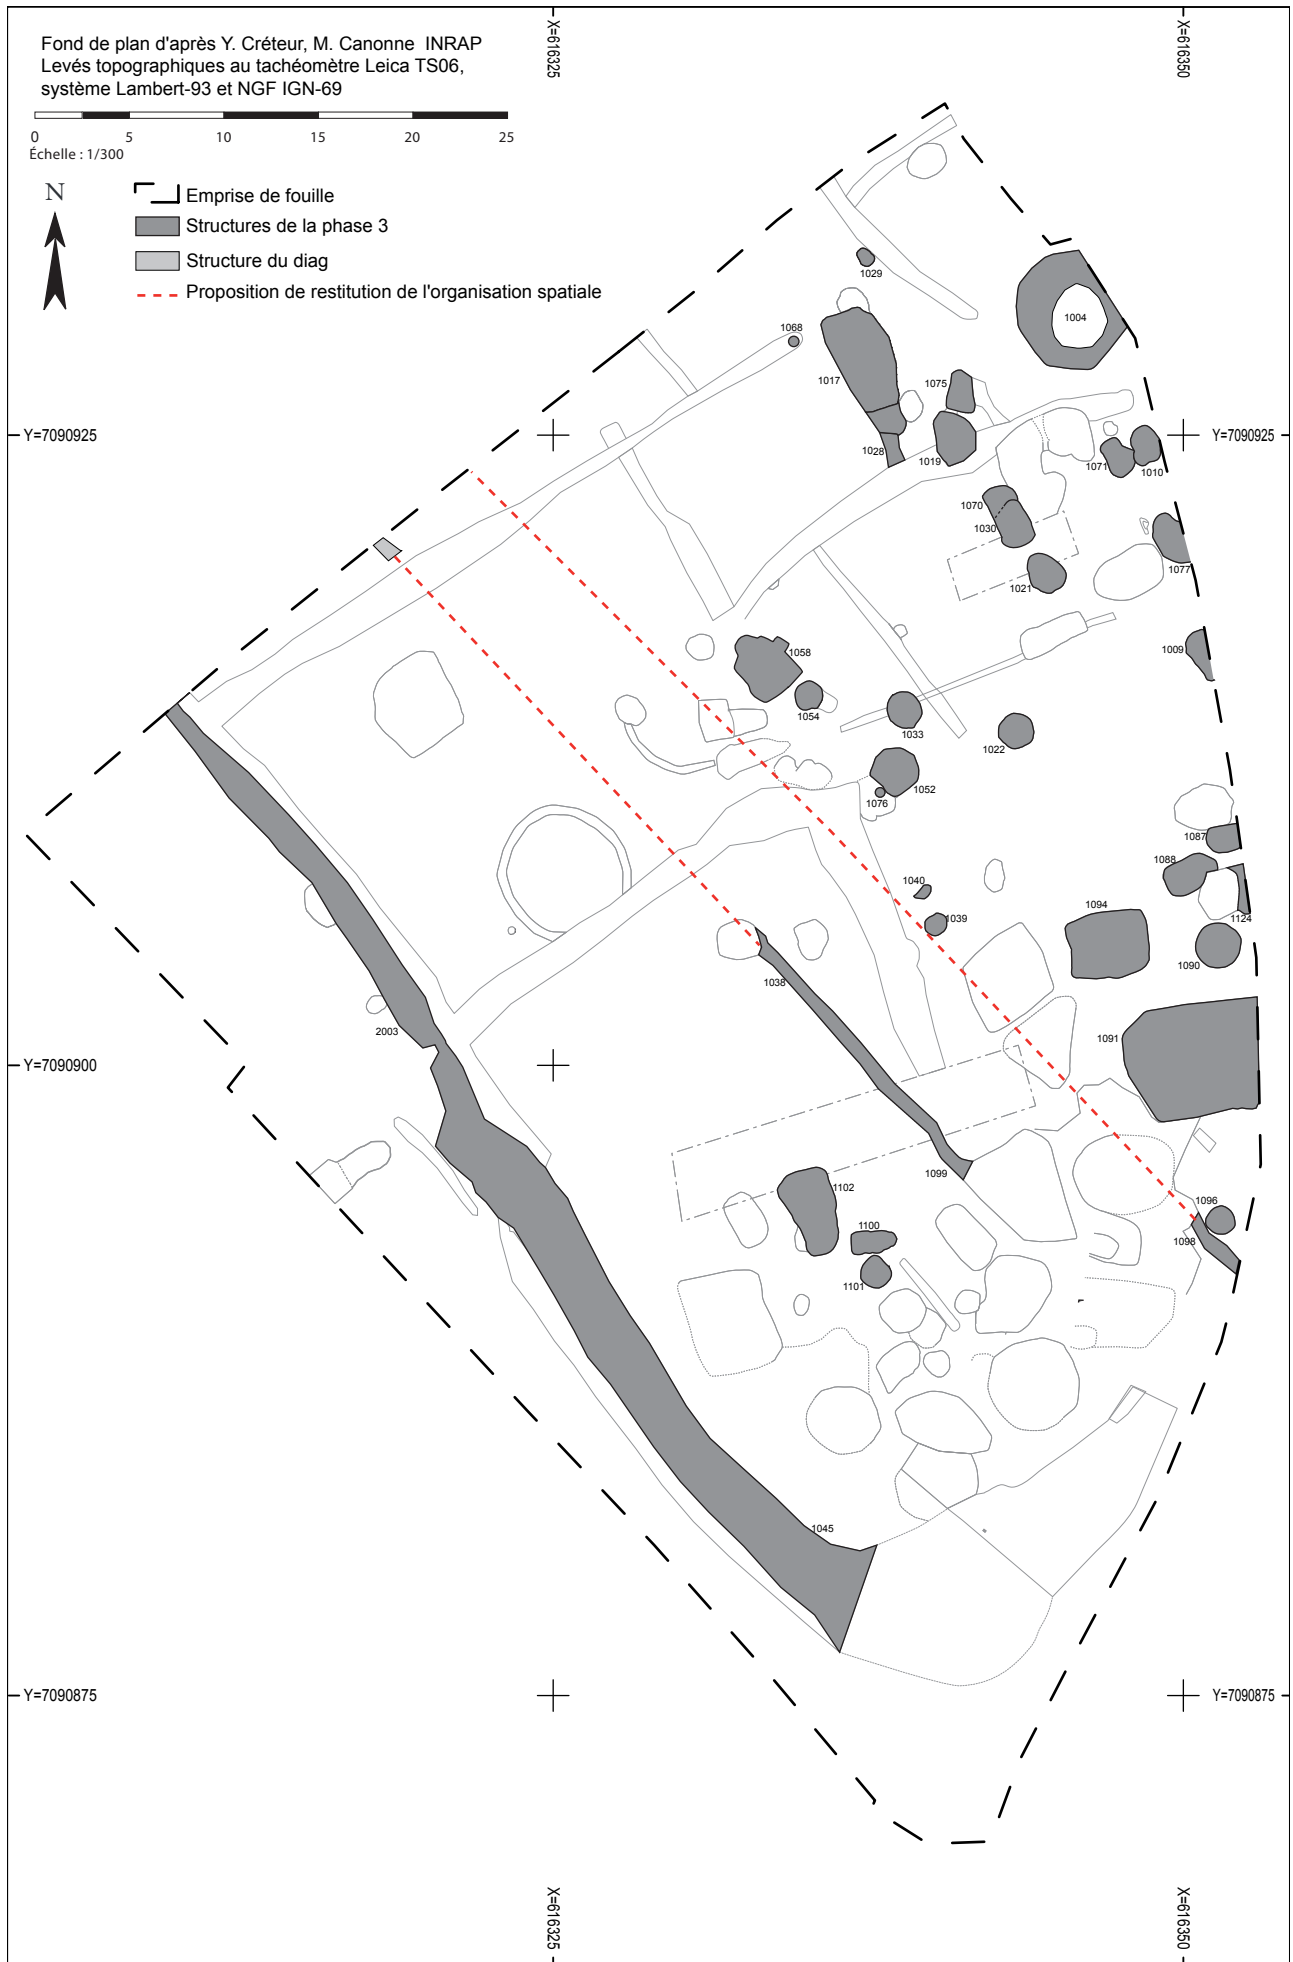 X=616325
X=616350
Fond de plan d'après Y. Créteur, M. Canonne INRAP
Levés topographiques au tachéomètre Leica TS06,
système Lambert-93 et NGF IGN-69
0 5 10 15 20 25
Échelle : 1/300
N
Emprise de fouille
Structures de la phase 3
Structure du diag
Proposition de restitution de l'organisation spatiale
1029
1004
1068
1017
1075
Y=7090925
Y=7090925
1028
1019
1071
1010
1070
1030
1077
1021
1058
1009
1054
1033
1022
1052
1076
1087
1088
1040
1094
1039
1124
1090
1038
2003
1091
Y=7090900
1099
1102
1096
1100
1098
1101
1045
Y=7090875
Y=7090875
X=616325
X=616350